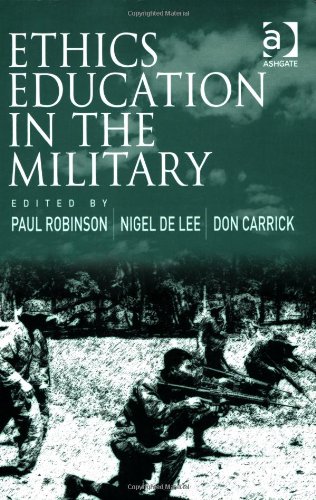 a
ASHGATE
ETHICS
EDUCATION
IN THE
MILITARY
EDITED BY
PAUL ROBINSON | NIGEL DE LEE | DON CARRICK